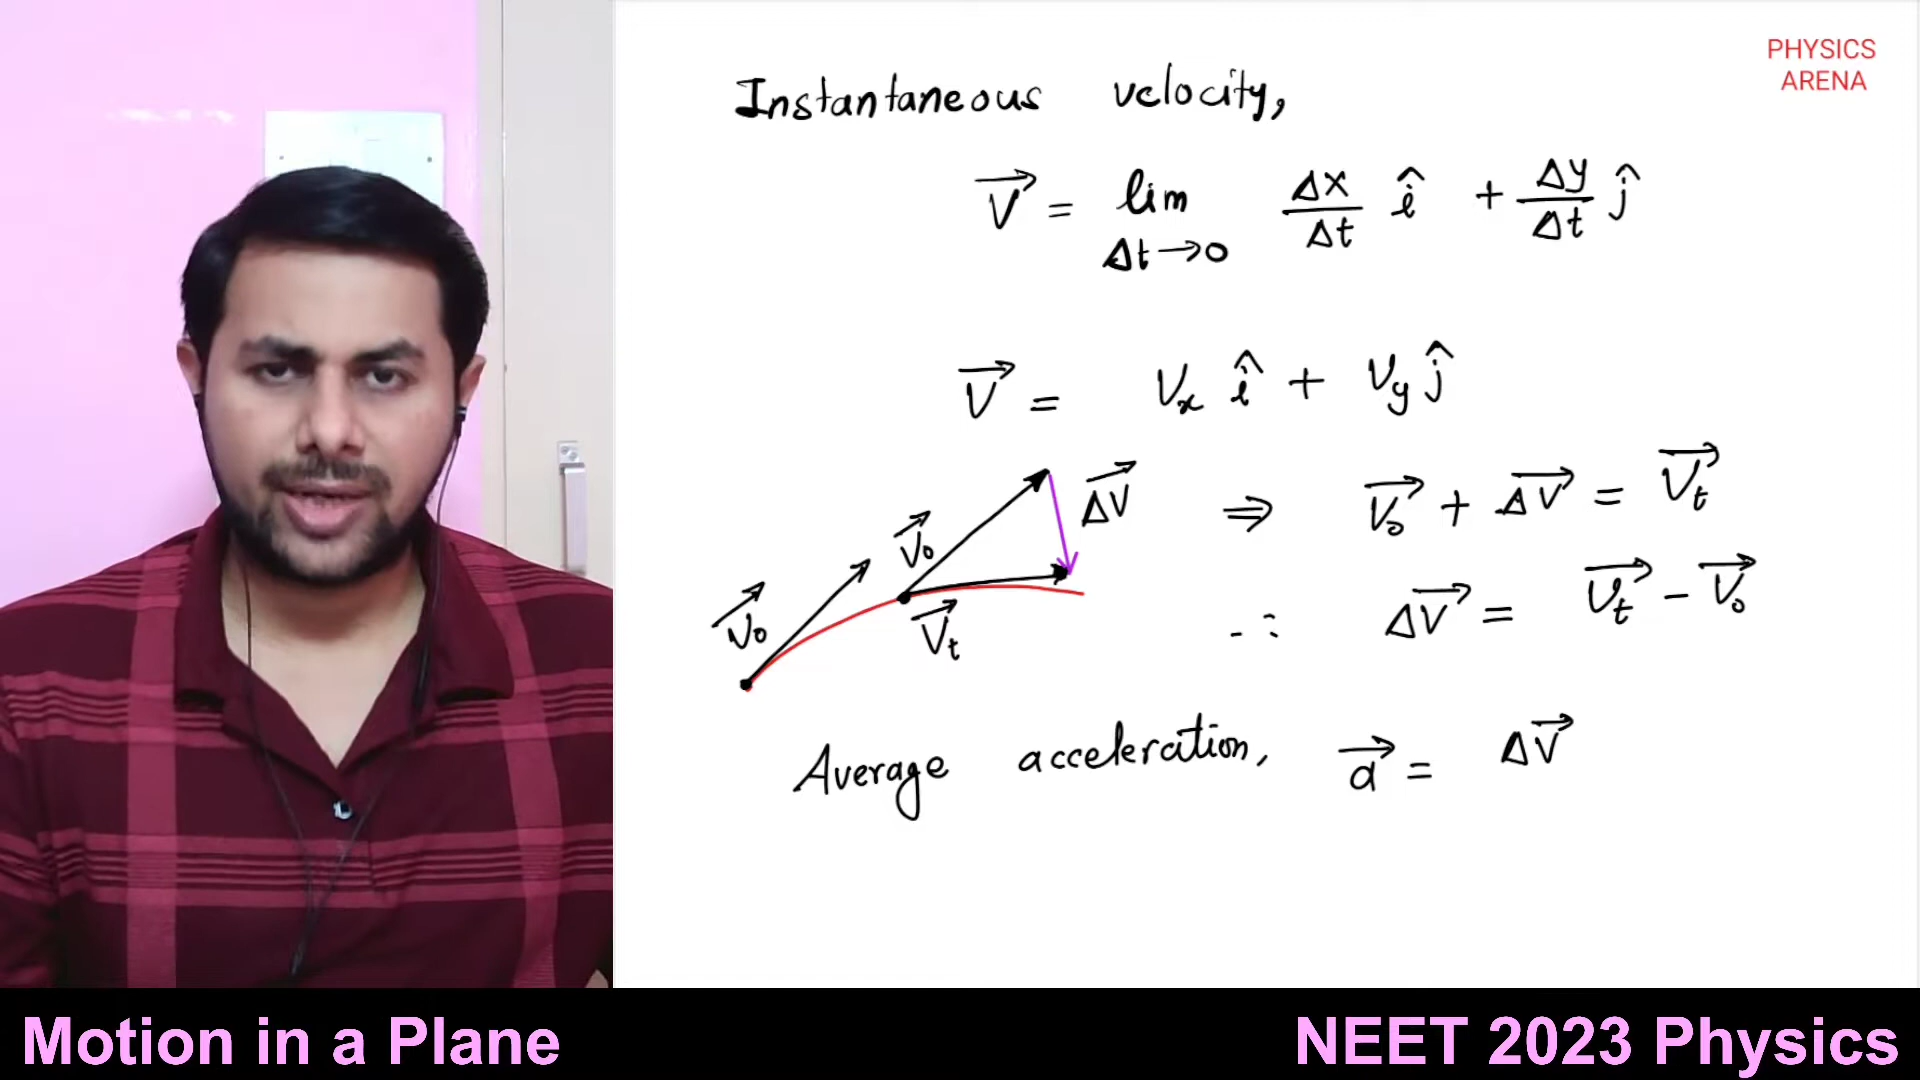 PHYSICS
ARENA
Instantaneous velocity,
V⃗ = lim Δt→0 Δx/Δt î + Δy/Δt ĵ
V⃗ = Vx î + Vy ĵ
ΔV⃗ ⇒ V₀⃗ + ΔV⃗ = Vt⃗
V₀⃗
V₀⃗
Vt⃗
∴ ΔV⃗ = Vt⃗ - V₀⃗
Average acceleration, a⃗ = ΔV⃗
Motion in a Plane
NEET 2023 Physics